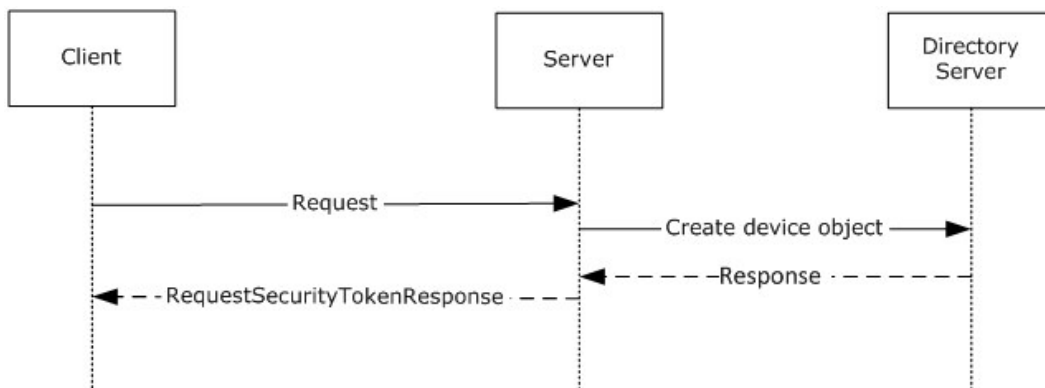 Client
Server
Directory
Server
Request
Create device object
Response
RequestSecurityTokenResponse